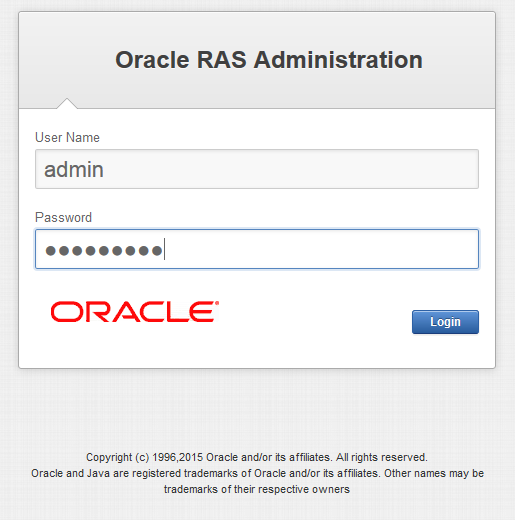 Oracle RAS Administration
User Name
admin
Password
●●●●●●●●●
ORACLE®
Login
Copyright (c) 1996,2015 Oracle and/or its affiliates. All rights reserved.
Oracle and Java are registered trademarks of Oracle and/or its affiliates. Other names may be
trademarks of their respective owners